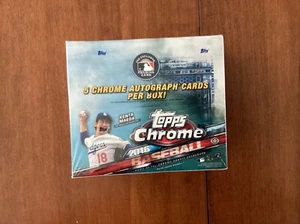 Topps
Topps
5 CHROME AUTOGRAPH CARDS
PER BOX!
KENTA
MAEDA
Topps
Chrome
18
2016
BASEBALL